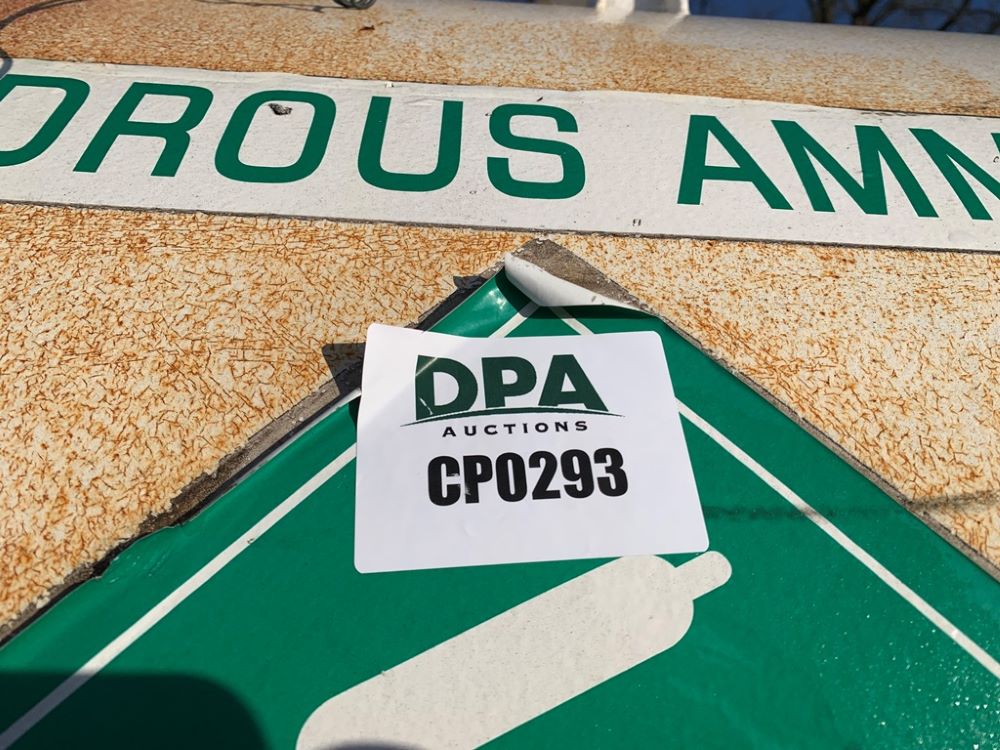 DROUS AMM
DPA
AUCTIONS
CP0293